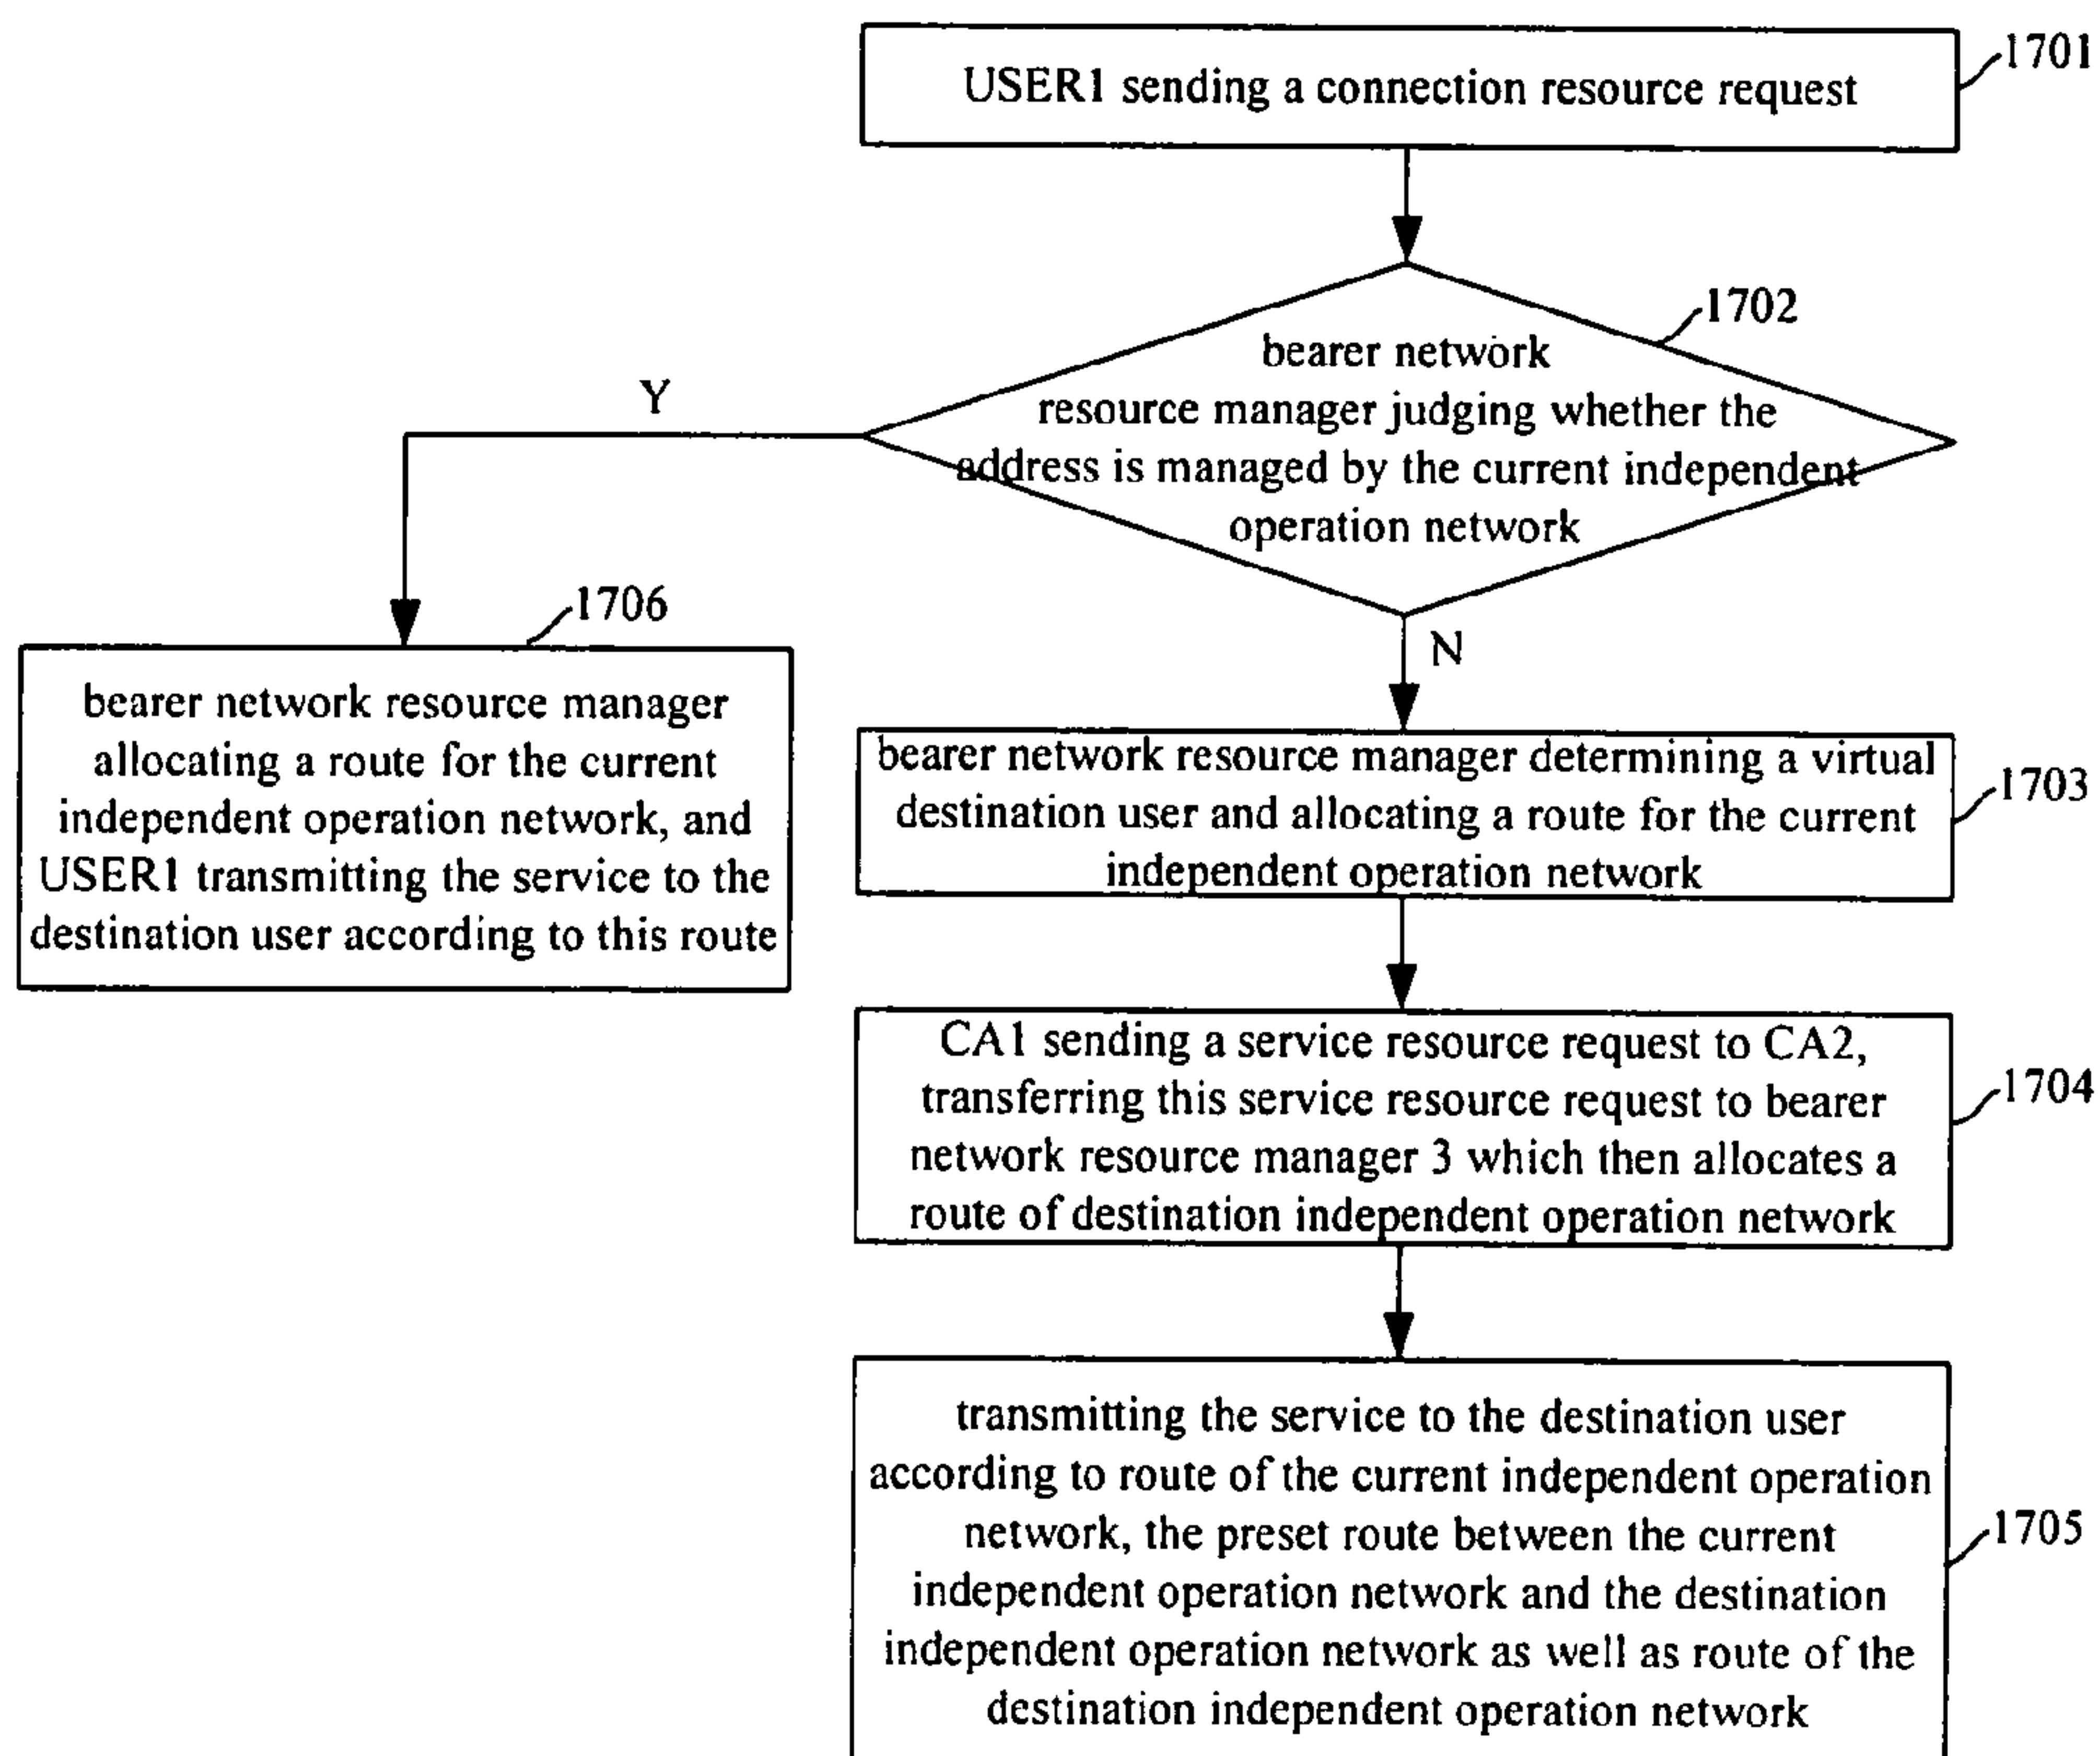 USER1 sending a connection resource request
1701
1702
bearer network
resource manager judging whether the
address is managed by the current independent
operation network
Y
N
1706
bearer network resource manager
allocating a route for the current
independent operation network, and
USER1 transmitting the service to the
destination user according to this route
bearer network resource manager determining a virtual
destination user and allocating a route for the current
independent operation network
1703
CA1 sending a service resource request to CA2,
transferring this service resource request to bearer
network resource manager 3 which then allocates a
route of destination independent operation network
1704
transmitting the service to the destination user
according to route of the current independent operation
network, the preset route between the current
independent operation network and the destination
independent operation network as well as route of the
destination independent operation network
1705